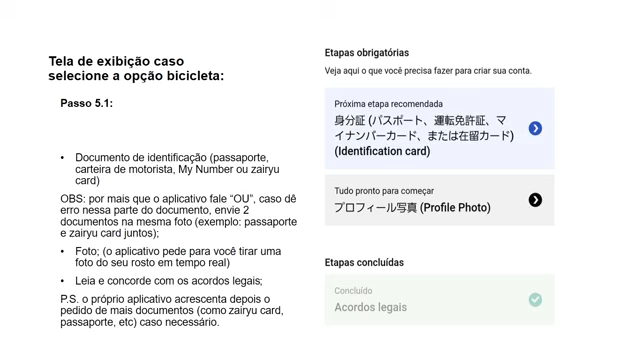 Tela de exibição caso
selecione a opção bicicleta:
Passo 5.1:
• Documento de identificação (passaporte,
carteira de motorista, My Number ou zairyu
card)
OBS: por mais que o aplicativo fale “OU”, caso dê
erro nessa parte do documento, envie 2
documentos na mesma foto (exemplo: passaporte
e zairyu card juntos);
• Foto; (o aplicativo pede para você tirar uma
foto do seu rosto em tempo real)
• Leia e concorde com os acordos legais;
P.S. o próprio aplicativo acrescenta depois o
pedido de mais documentos (como zairyu card,
passaporte, etc) caso necessário.
Etapas obrigatórias
Veja aqui o que você precisa fazer para criar sua conta.
Próxima etapa recomendada
身分証 (パスポート、運転免許証、マ
イナンバーカード、または在留カード)
(Identification card)
Tudo pronto para começar
プロフィール写真 (Profile Photo)
Etapas concluídas
Concluído
Acordos legais